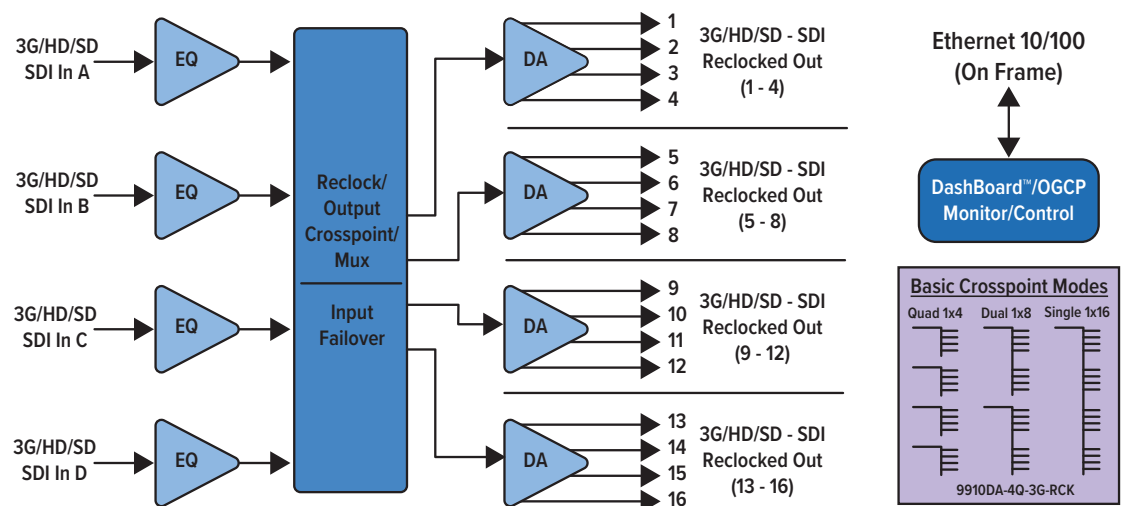 3G/HD/SD
SDI In A
EQ
3G/HD/SD
SDI In B
EQ
3G/HD/SD
SDI In C
EQ
3G/HD/SD
SDI In D
EQ
Reclock/
Output
Crosspoint/
Mux
Input
Failover
DA
1
2
3
4
3G/HD/SD - SDI
Reclocked Out
(1 - 4)
DA
5
6
7
8
3G/HD/SD - SDI
Reclocked Out
(5 - 8)
DA
9
10
11
12
3G/HD/SD - SDI
Reclocked Out
(9 - 12)
DA
13
14
15
16
3G/HD/SD - SDI
Reclocked Out
(13 - 16)
Ethernet 10/100
(On Frame)
DashBoard™/OGCP
Monitor/Control
Basic Crosspoint Modes
Quad 1x4 Dual 1x8 Single 1x16
9910DA-4Q-3G-RCK